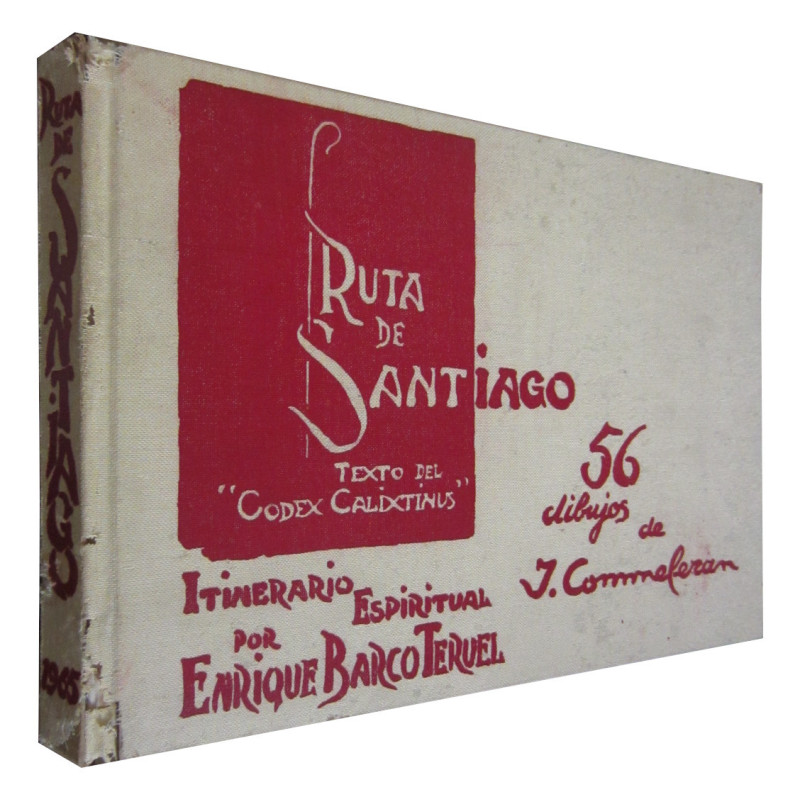 RUTA
DE
SANTIAGO
1965
RUTA
DE
SANTIAGO
TEXTO DEL
"CODEX CALIXTINUS"
56
dibujos
de
J. Commeleran
ITINERARIO
ESPIRITUAL
POR
ENRIQUE BARCO TERUEL